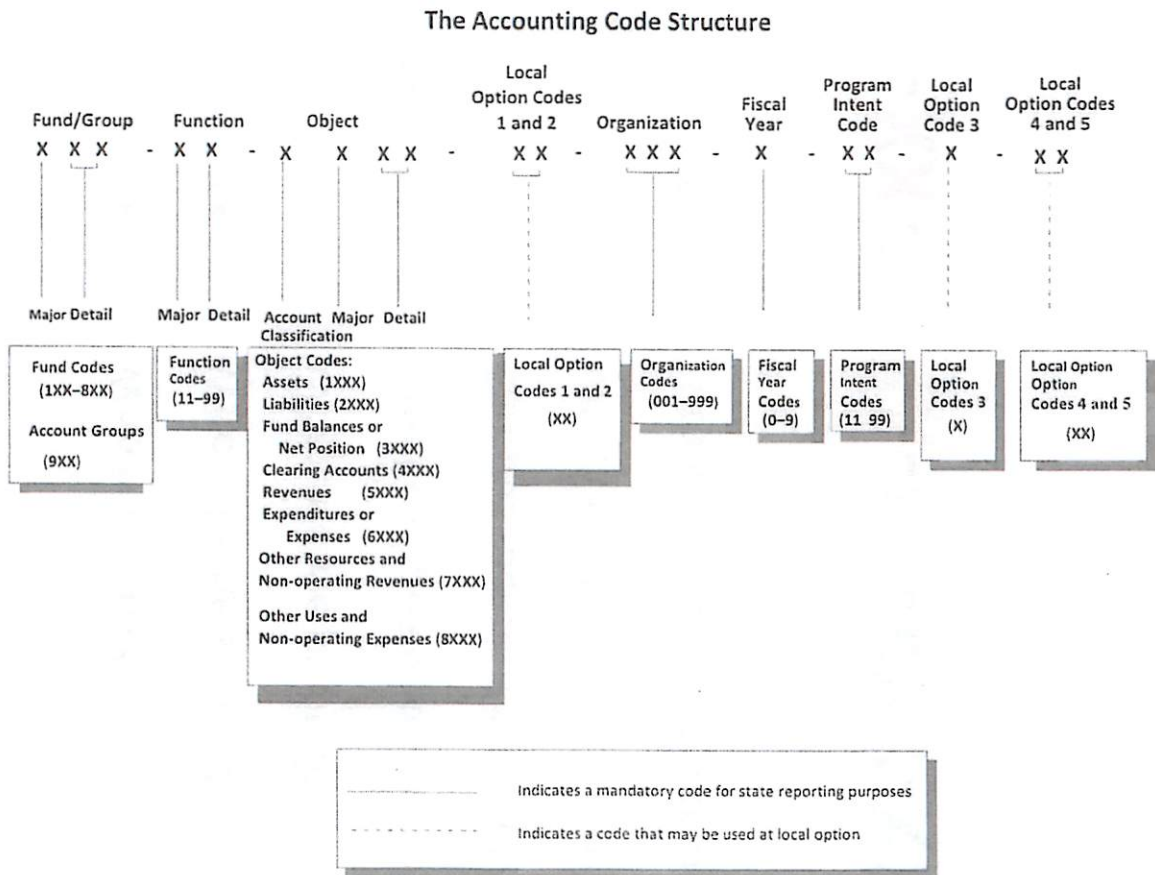 The Accounting Code Structure
Local
Option Codes
1 and 2
Program
Intent
Code
Local
Option
Code 3
Local
Option Codes
4 and 5
Fund/Group
Function
Object
Organization
Fiscal
Year
X X X - X X - X X X X - X X - X X X - X - X X - X - X X
Major Detail
Major Detail
Account Major Detail
Classification
Fund Codes
(1XX–8XX)
Account Groups
(9XX)
Function
Codes
(11–99)
Object Codes:
Assets (1XXX)
Liabilities (2XXX)
Fund Balances or
Net Position (3XXX)
Clearing Accounts (4XXX)
Revenues (5XXX)
Expenditures or
Expenses (6XXX)
Other Resources and
Non-operating Revenues (7XXX)
Other Uses and
Non-operating Expenses (8XXX)
Local Option
Codes 1 and 2
(XX)
Organization
Codes
(001–999)
Fiscal
Year
Codes
(0–9)
Program
Intent
Codes
(11 99)
Local
Option
Codes 3
(X)
Local Option
Option
Codes 4 and 5
(XX)
Indicates a mandatory code for state reporting purposes
Indicates a code that may be used at local option